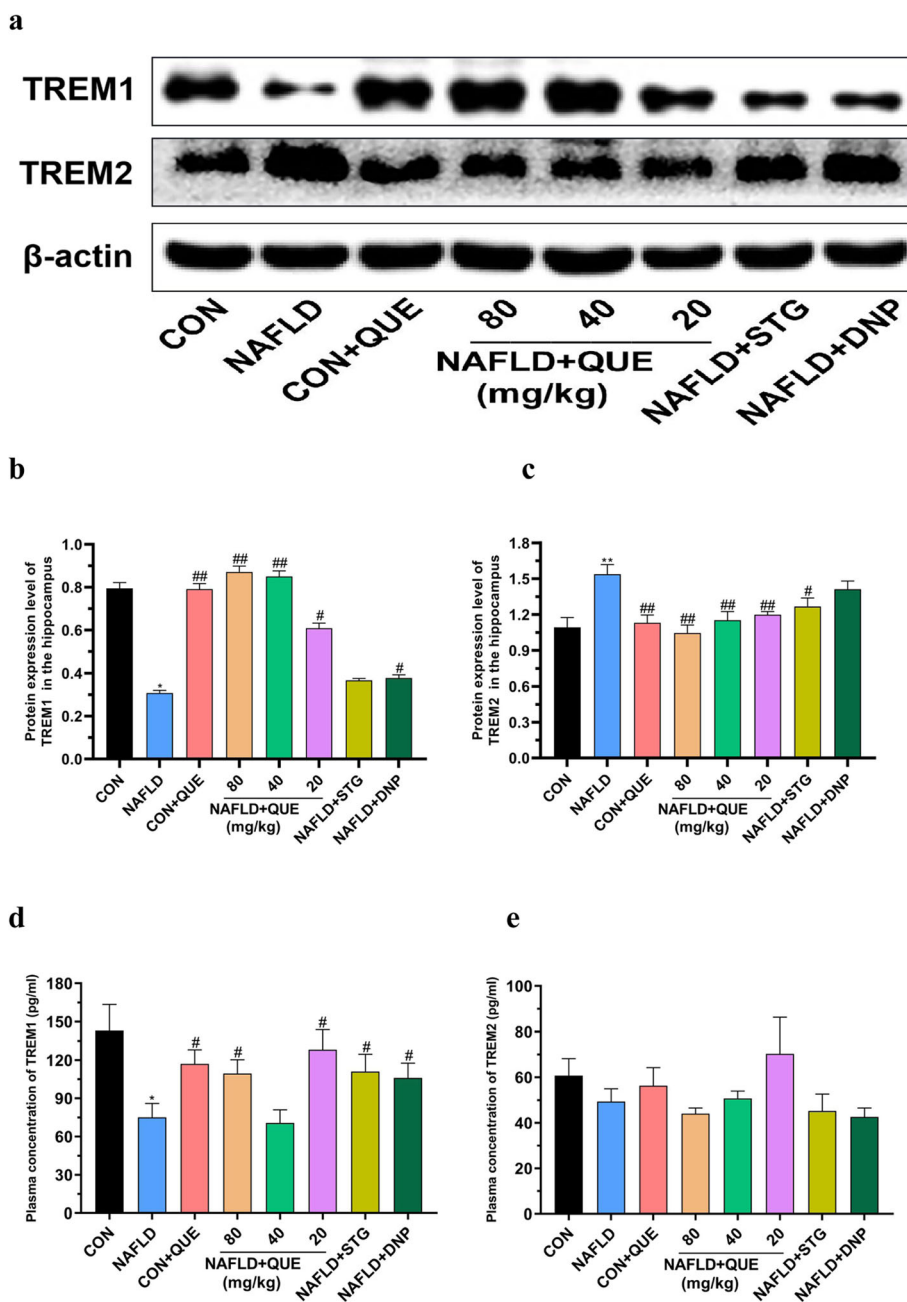 a
TREM1
TREM2
β-actin
CON
NAFLD
CON+QUE
80
40
20
NAFLD+QUE
(mg/kg)
NAFLD+STG
NAFLD+DNP
b
Protein expression level of
TREM1 in the hippocampus
1.0
0.8
0.6
0.4
0.2
0.0
*
##
##
##
#
#
CON
NAFLD
CON+QUE
80
40
20
NAFLD+QUE
(mg/kg)
NAFLD+STG
NAFLD+DNP
c
Protein expression level of
TREM2 in the hippocampus
1.8
1.5
1.2
0.9
0.6
0.3
0.0
**
##
##
##
##
#
CON
NAFLD
CON+QUE
80
40
20
NAFLD+QUE
(mg/kg)
NAFLD+STG
NAFLD+DNP
d
Plasma concentration of TREM1 (pg/ml)
180
150
120
90
60
30
0
*
#
#
#
#
#
CON
NAFLD
CON+QUE
80
40
20
NAFLD+QUE
(mg/kg)
NAFLD+STG
NAFLD+DNP
e
Plasma concentration of TREM2 (pg/ml)
100
80
60
40
20
0
CON
NAFLD
CON+QUE
80
40
20
NAFLD+QUE
(mg/kg)
NAFLD+STG
NAFLD+DNP